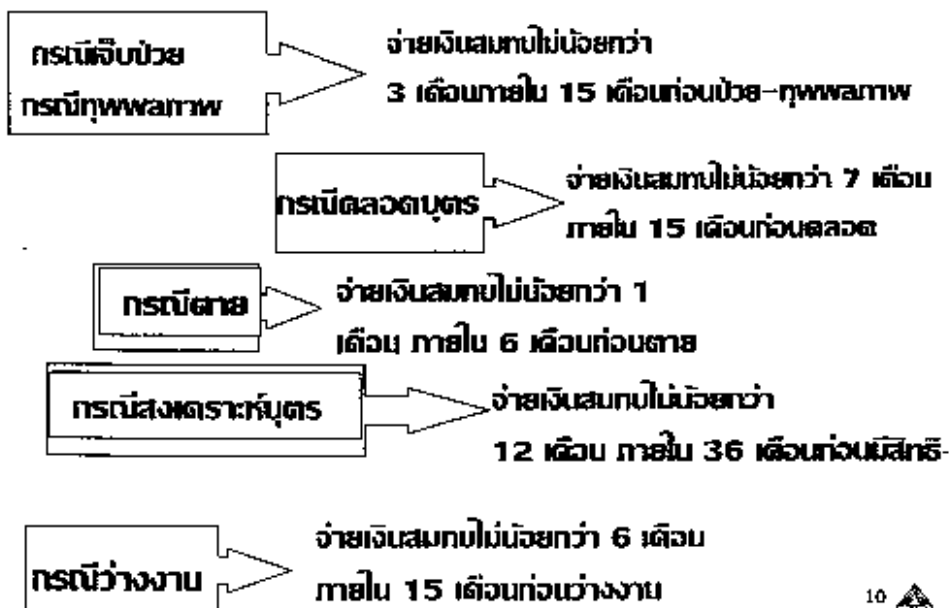 กรณีเจ็บป่วย
กรณีทุพพลภาพ
จ่ายเงินสมทบไม่น้อยกว่า
3 เดือนภายใน 15 เดือนก่อนป่วย-ทุพพลภาพ
กรณีคลอดบุตร
จ่ายเงินสมทบไม่น้อยกว่า 7 เดือน
ภายใน 15 เดือนก่อนคลอด
กรณีตาย
จ่ายเงินสมทบไม่น้อยกว่า 1
เดือน ภายใน 6 เดือนก่อนตาย
กรณีสงเคราะห์บุตร
จ่ายเงินสมทบไม่น้อยกว่า
12 เดือน ภายใน 36 เดือนก่อนมีสิทธิ-
กรณีว่างงาน
จ่ายเงินสมทบไม่น้อยกว่า 6 เดือน
ภายใน 15 เดือนก่อนว่างงาน
10